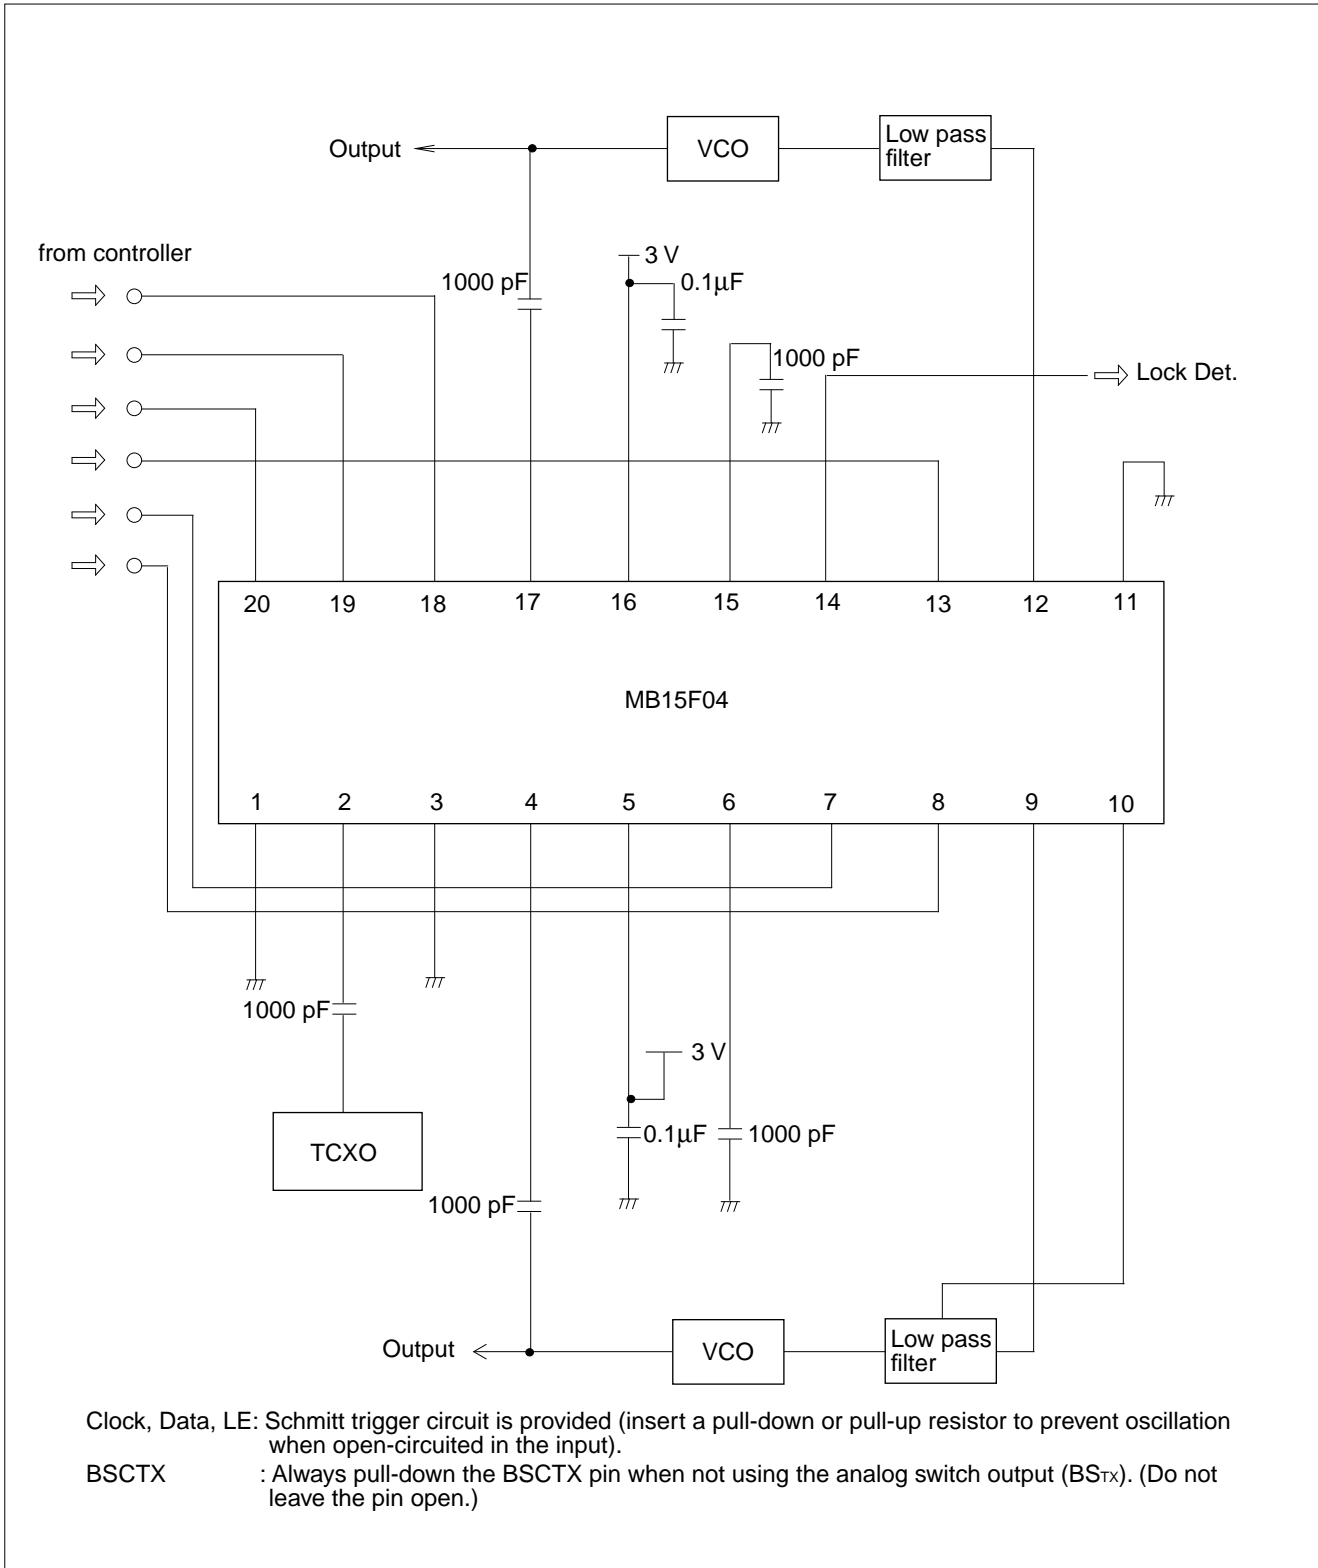 Output
VCO
Low pass
filter
from controller
3 V
1000 pF
0.1μF
1000 pF
Lock Det.
20 19 18 17 16 15 14 13 12 11
MB15F04
1 2 3 4 5 6 7 8 9 10
1000 pF
3 V
TCXO
0.1μF
1000 pF
1000 pF
Output
VCO
Low pass
filter
Clock, Data, LE: Schmitt trigger circuit is provided (insert a pull-down or pull-up resistor to prevent oscillation
when open-circuited in the input).
BSCTX : Always pull-down the BSCTX pin when not using the analog switch output (BSTX). (Do not
leave the pin open.)